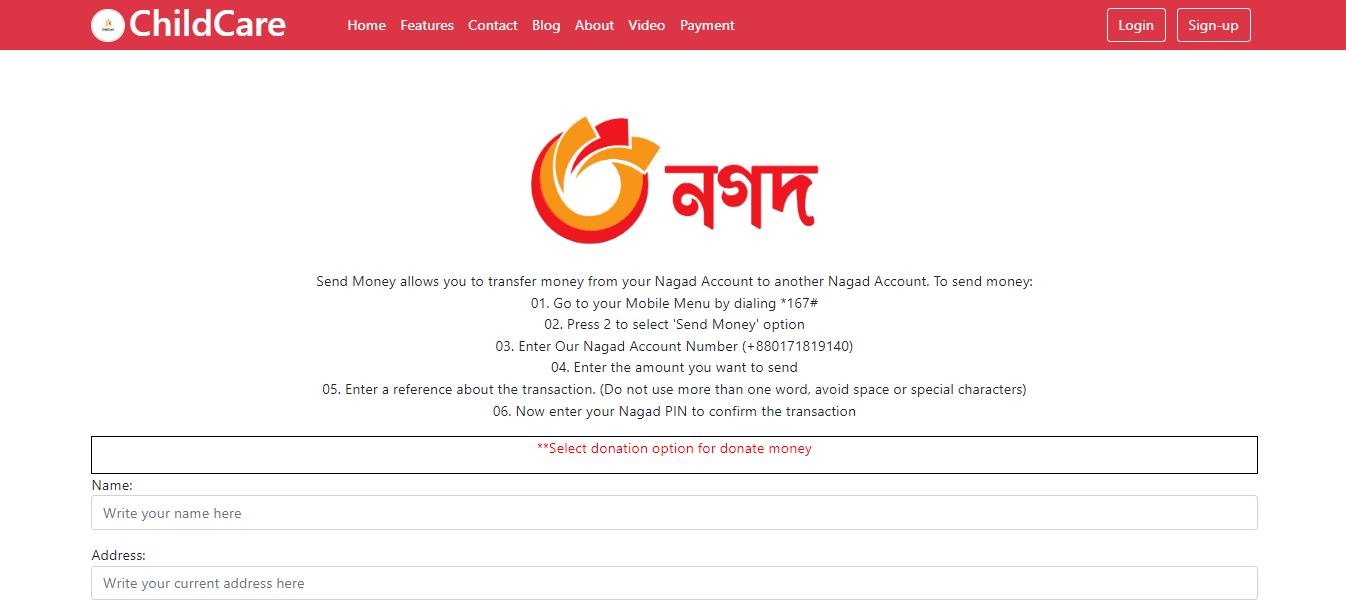 ChildCare
Home Features Contact Blog About Video Payment
Login Sign-up
নগদ
Send Money allows you to transfer money from your Nagad Account to another Nagad Account. To send money:
01. Go to your Mobile Menu by dialing *167#
02. Press 2 to select 'Send Money' option
03. Enter Our Nagad Account Number (+880171819140)
04. Enter the amount you want to send
05. Enter a reference about the transaction. (Do not use more than one word, avoid space or special characters)
06. Now enter your Nagad PIN to confirm the transaction
**Select donation option for donate money
Name:
Write your name here
Address:
Write your current address here